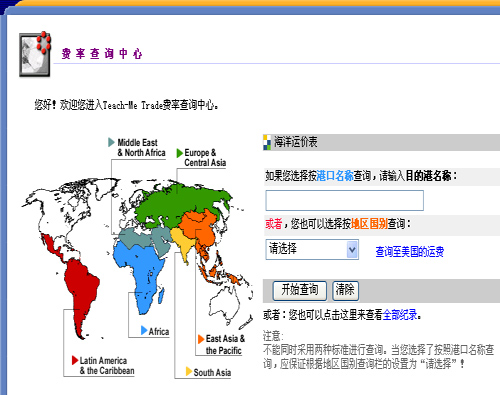 费率查询中心
您好！欢迎您进入Teach-Me Trade费率查询中心。
Middle East
& North Africa
Europe &
Central Asia
Africa
East Asia &
the Pacific
Latin America
& the Caribbean
South Asia
海洋运价表
如果您选择按港口名称查询，请输入目的港名称：
或者，您也可以选择按地区国别查询：
请选择
查询至美国的运费
开始查询 清除
或者：您也可以点击这里来查看全部纪录。
注意:
不能同时采用两种标准进行查询。当您选择了按照港口名称查
询，应保证根据地区国别查询栏的设置为“请选择”！